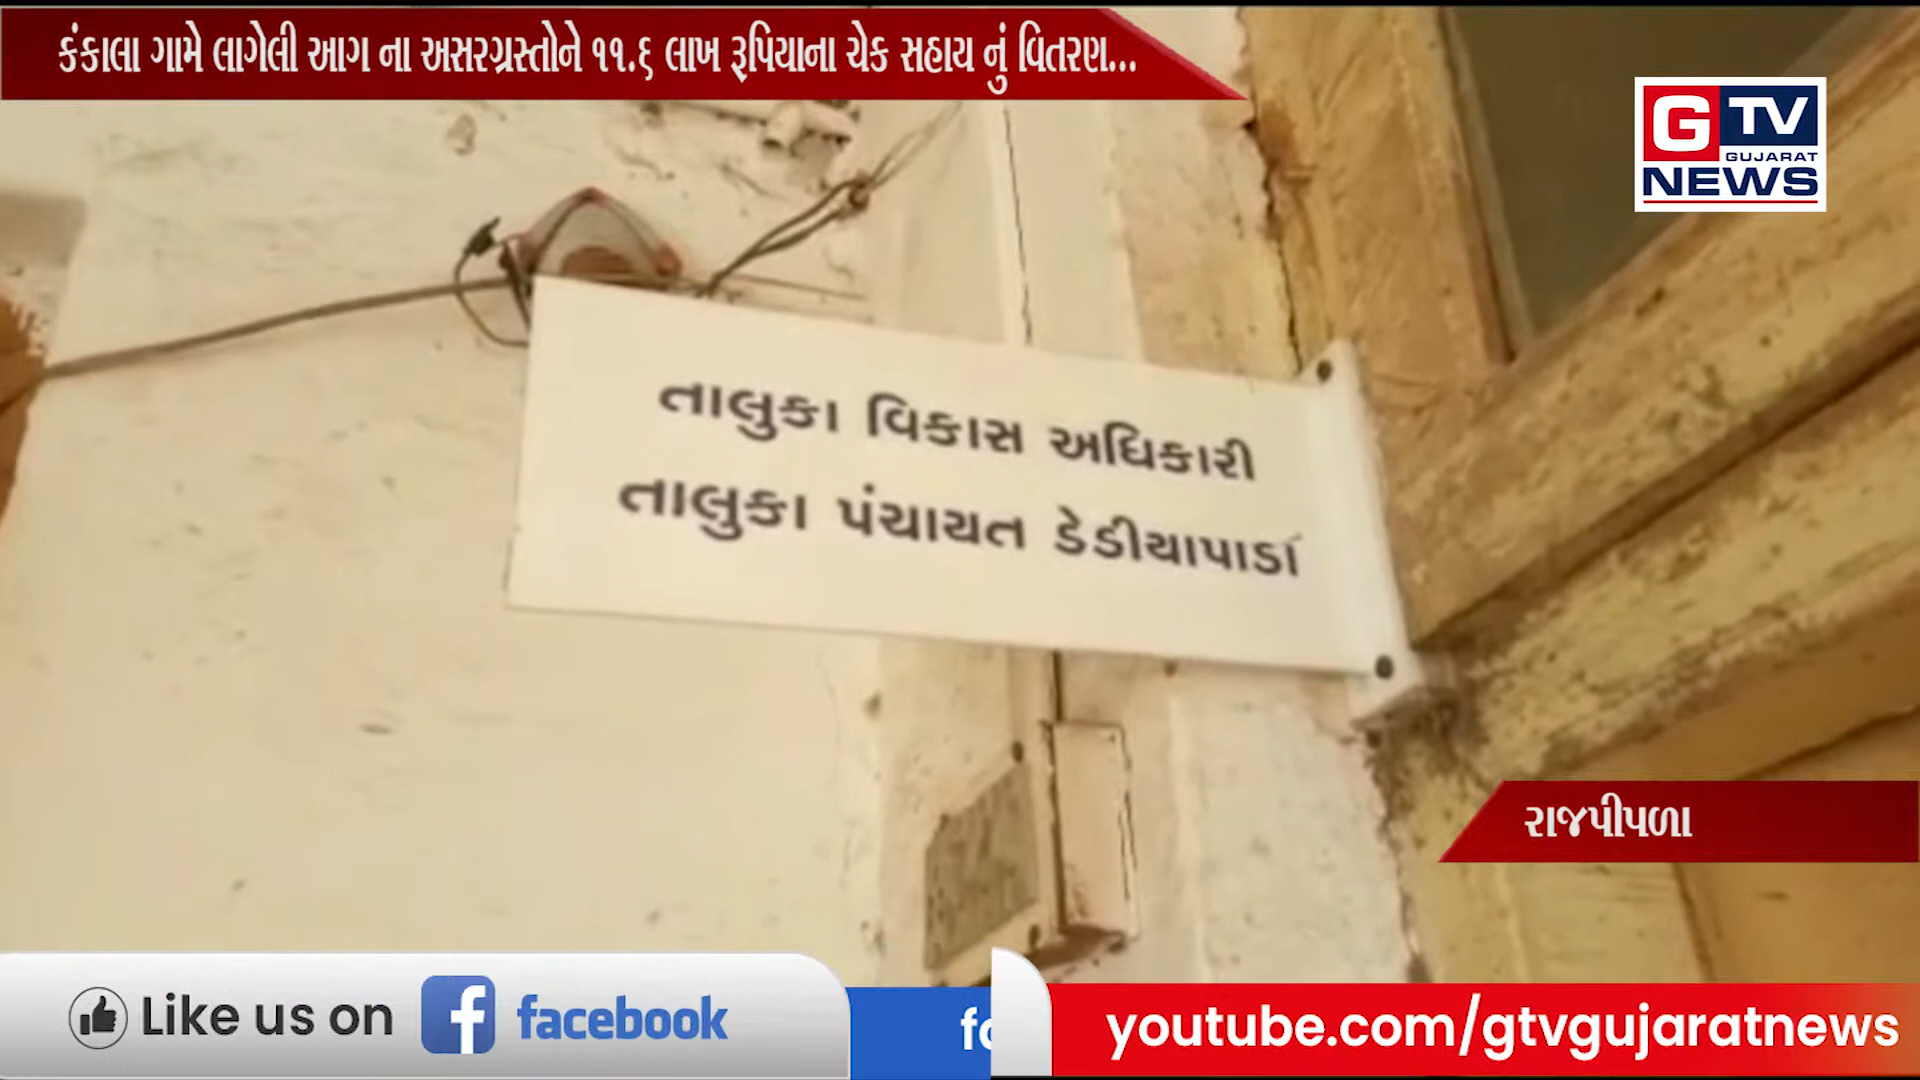 કંકાલા ગામે લાગેલી આગ ના અસરગ્રસ્તોને ૧૧.૬ લાખ રૂપિયાના ચેક સહાય નું વિતરણ...
G TV
GUJARAT
NEWS
તાલુકા વિકાસ અધિકારી
તાલુકા પંચાયત ડેડીયાપાડા
રાજપીપળા
Like us on facebook
youtube.com/gtvgujaratnews